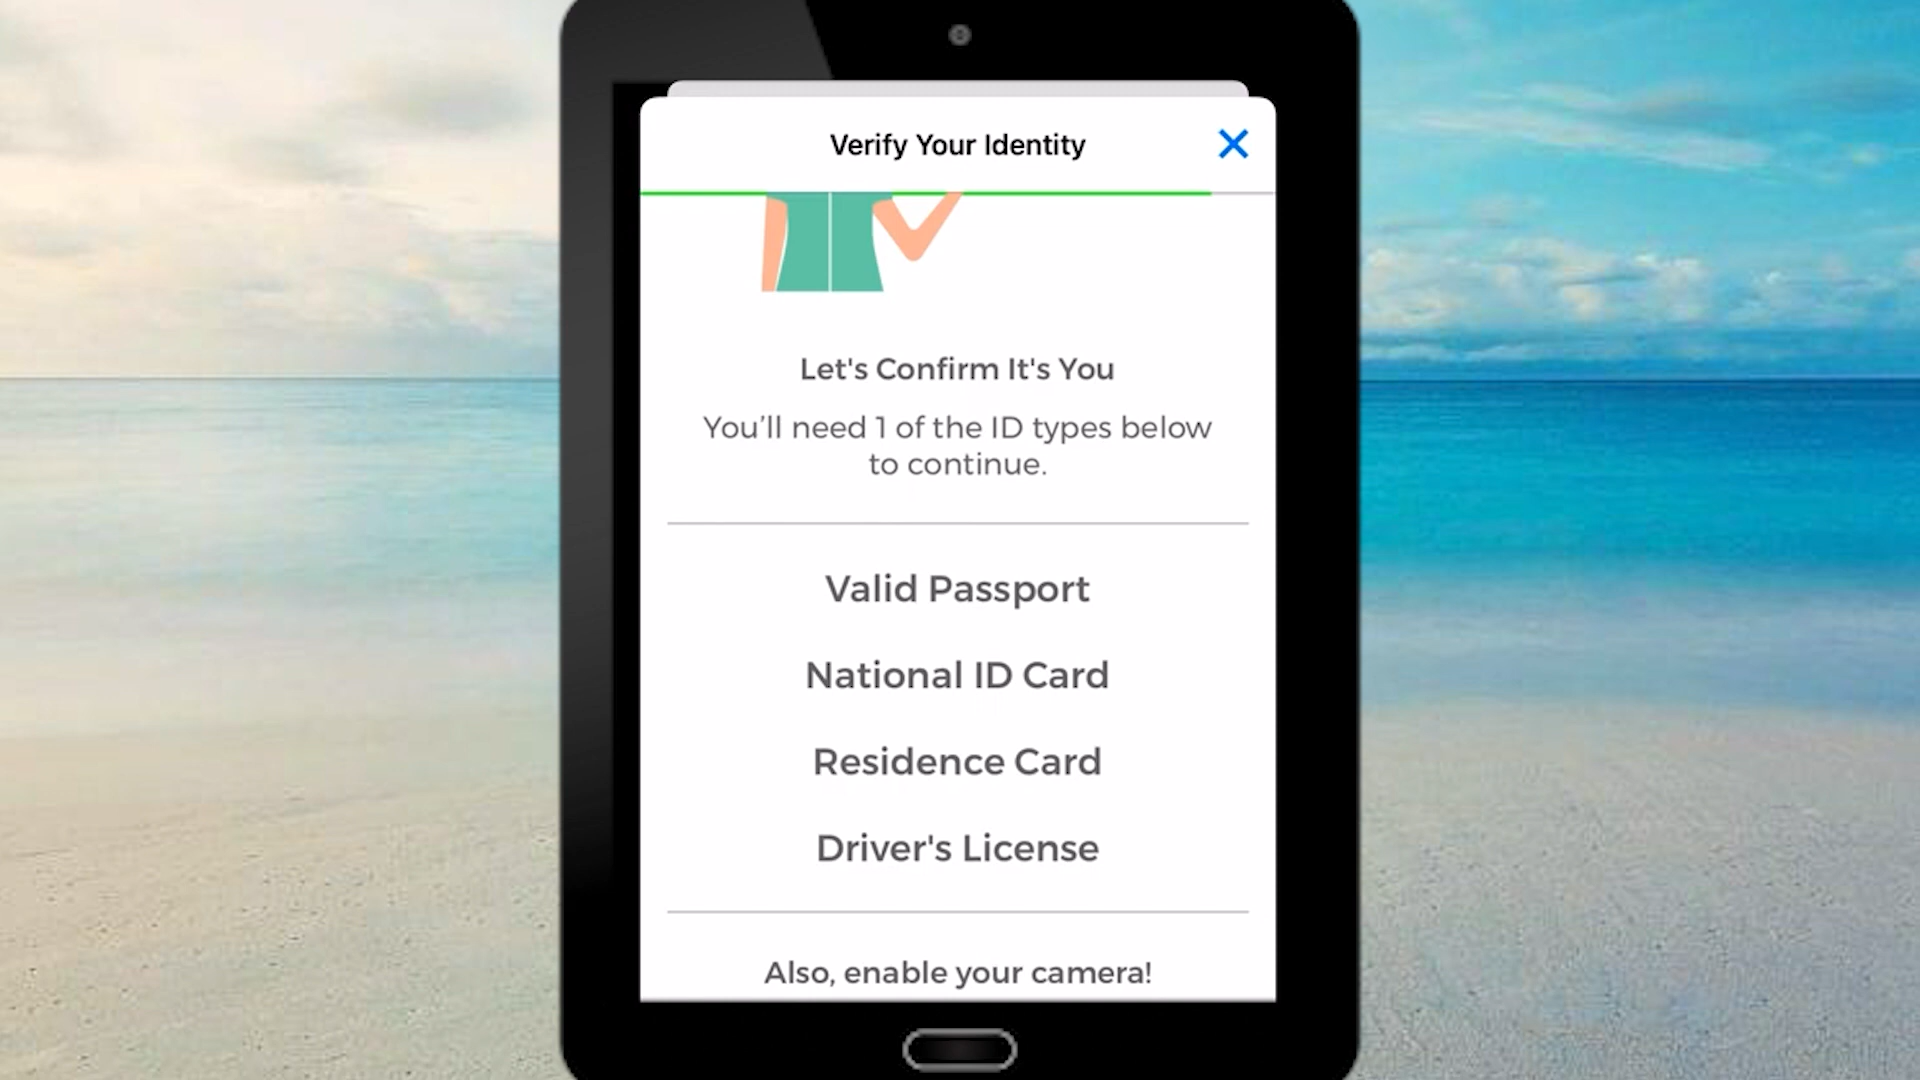 Verify Your Identity
Let's Confirm It's You
You’ll need 1 of the ID types below
to continue.
Valid Passport
National ID Card
Residence Card
Driver's License
Also, enable your camera!